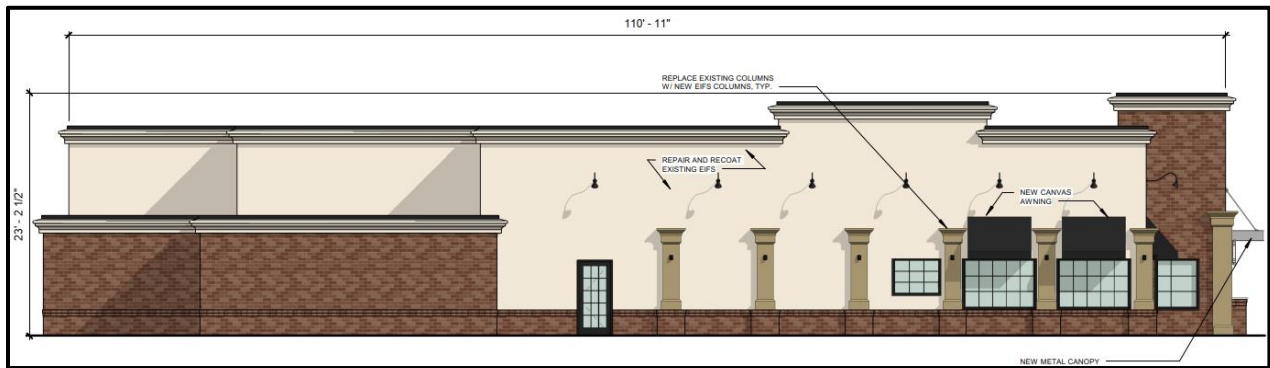 110' - 11"
REPLACE EXISTING COLUMNS
W/ NEW EIFS COLUMNS, TYP.
REPAIR AND RECOAT
EXISTING EIFS
NEW CANVAS
AWNING
23' - 2 1/2"
NEW METAL CANOPY